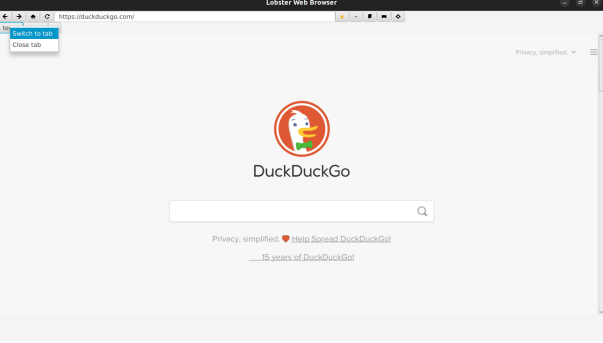 Lobster Web Browser
https://duckduckgo.com/
Switch to tab
Close tab
Privacy, simplified.
DuckDuckGo
Privacy, simplified. Help Spread DuckDuckGo!
15 years of DuckDuckGo!